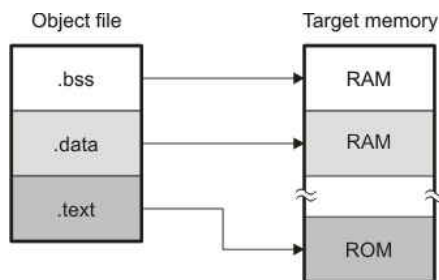 Object file
Target memory
.bss
RAM
.data
RAM
.text
ROM